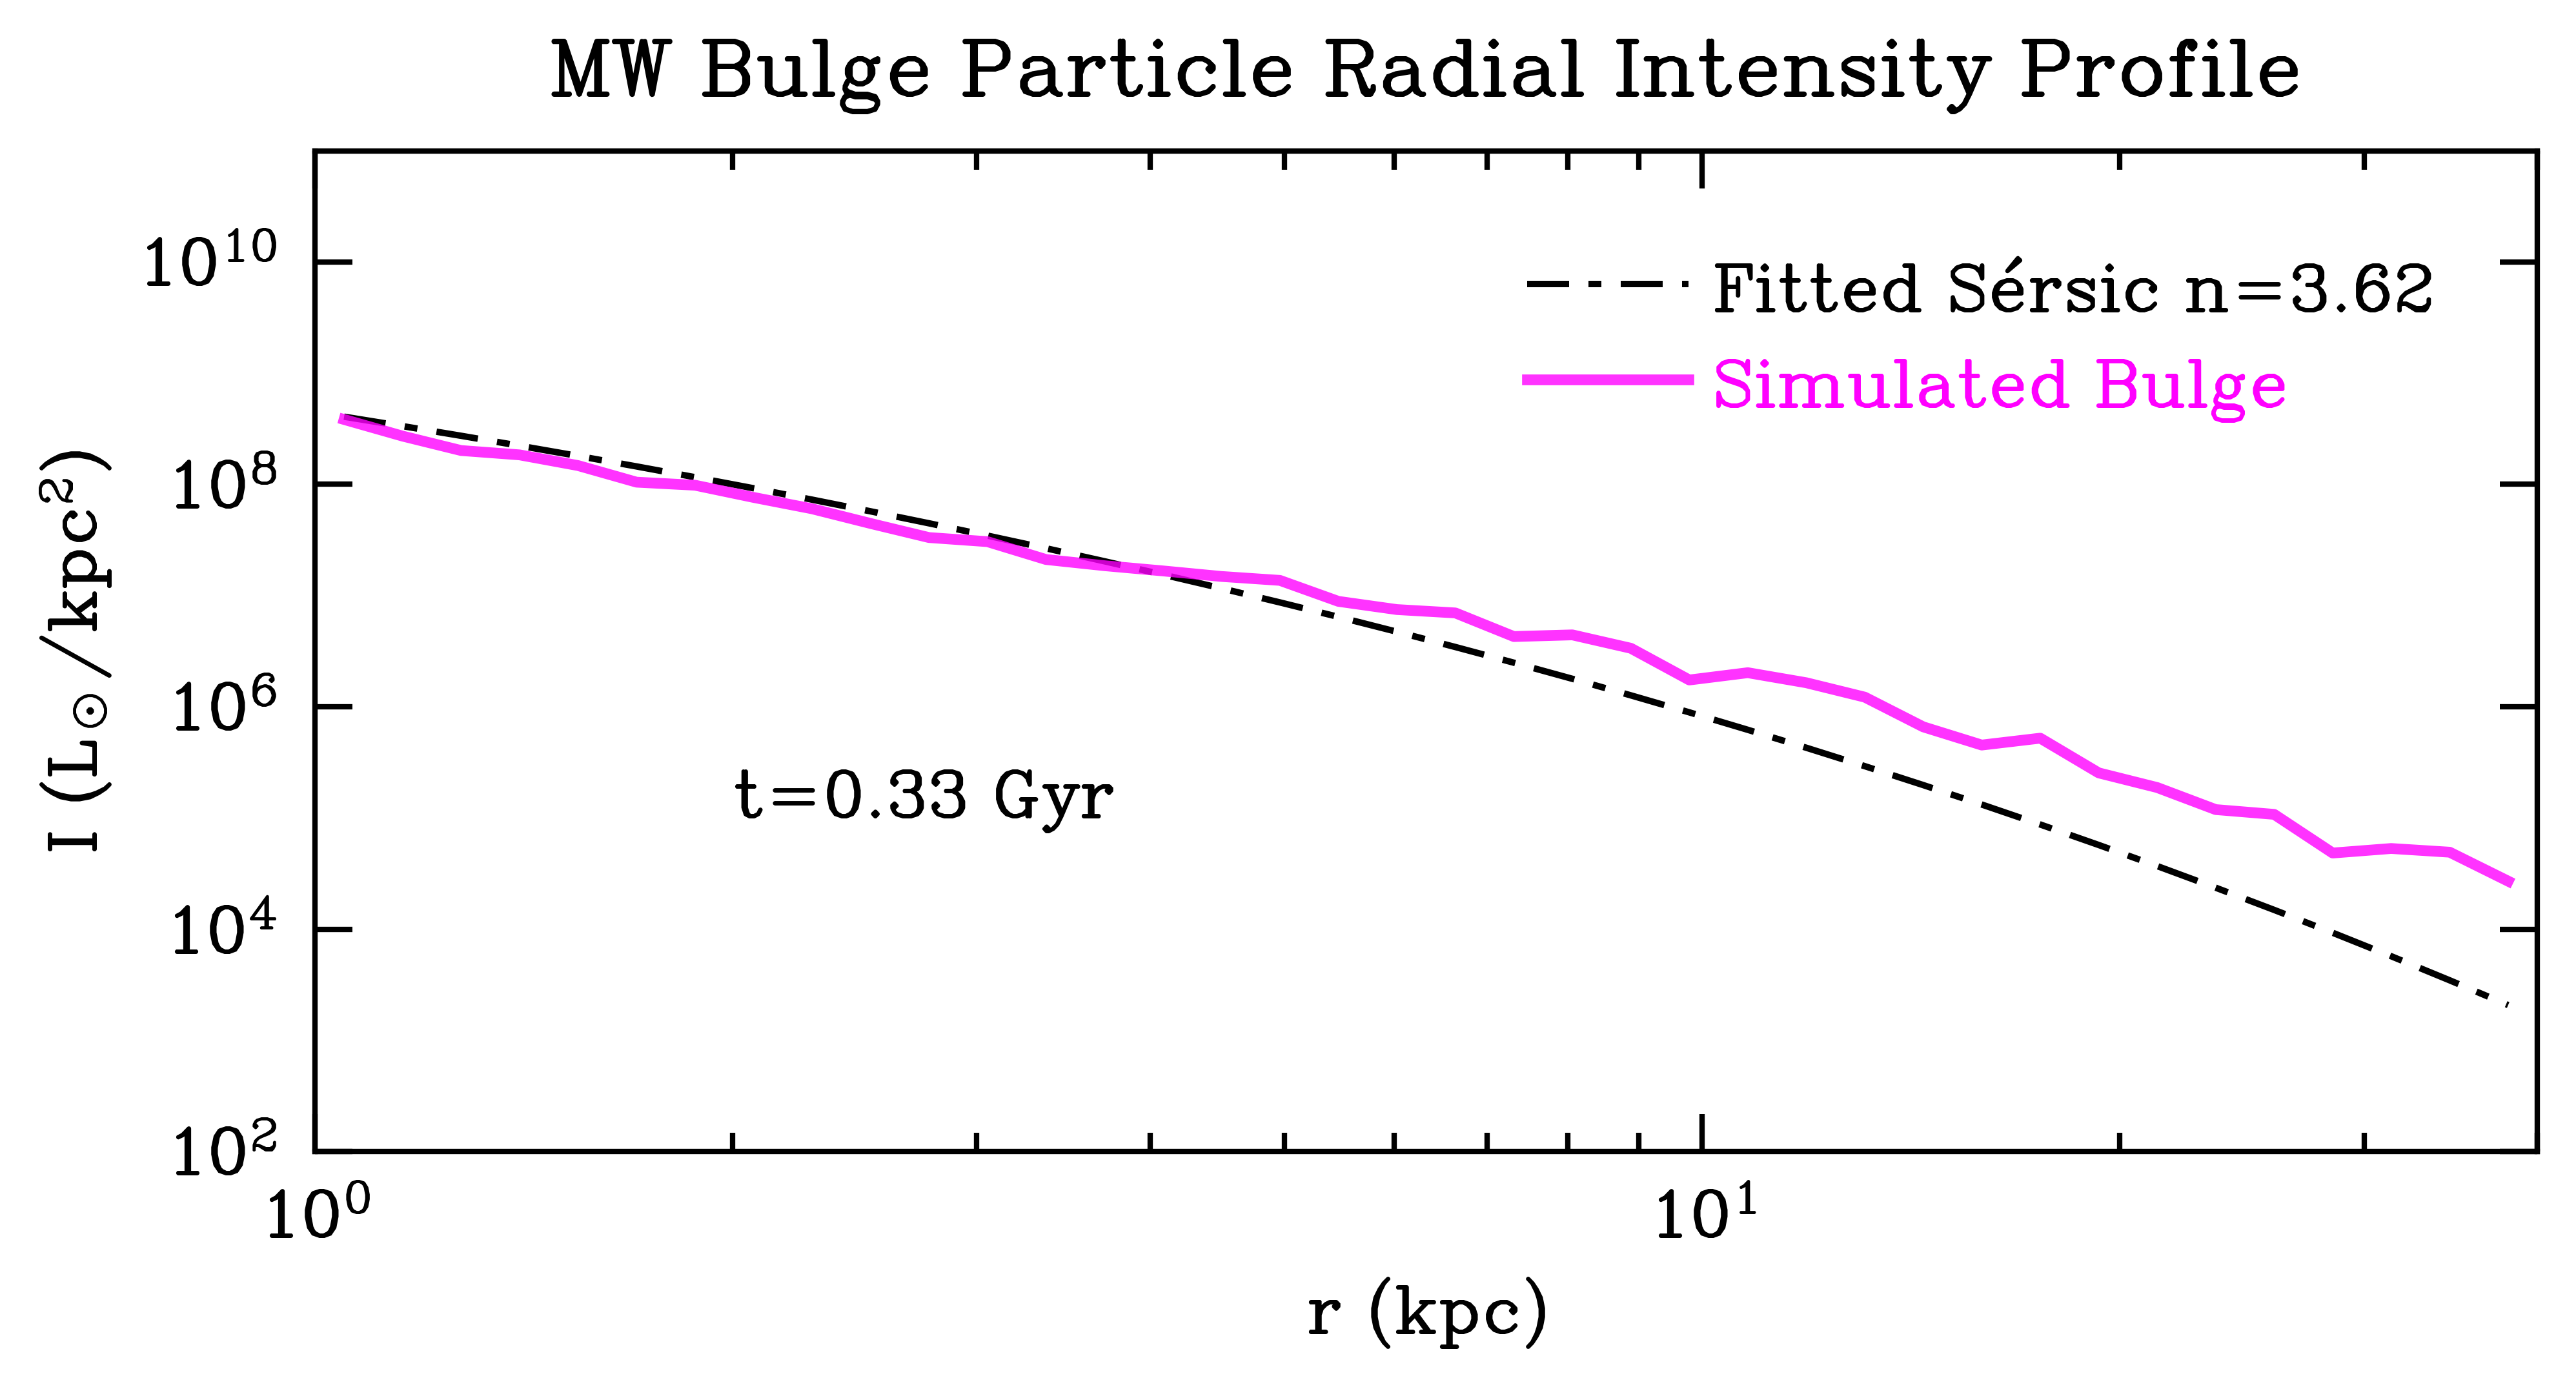 MW Bulge Particle Radial Intensity Profile
10¹⁰
10⁸
10⁶
10⁴
10²
I (L⊙/kpc²)
Fitted Sérsic n=3.62
Simulated Bulge
t=0.33 Gyr
10⁰
10¹
r (kpc)